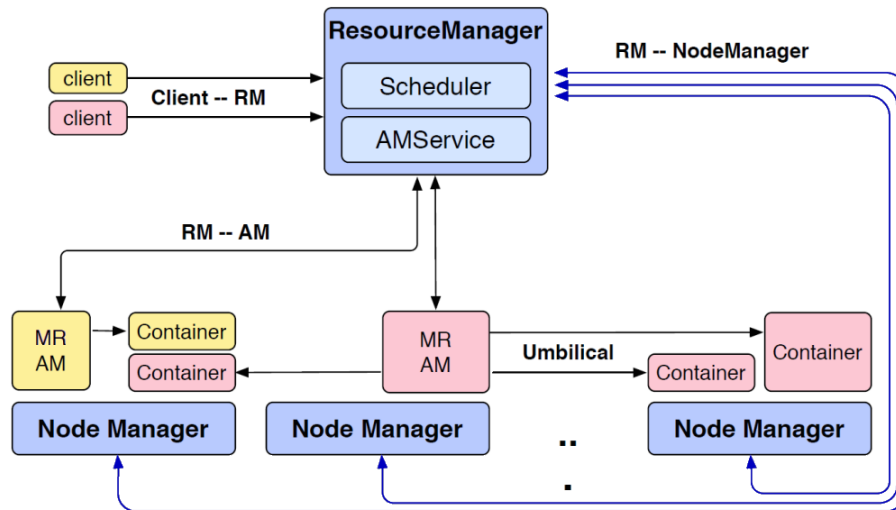 ResourceManager
RM -- NodeManager
client
Client -- RM
client
Scheduler
AMService
RM -- AM
MR
AM
Container
Container
MR
AM
Umbilical
Container
Container
Node Manager
Node Manager
..
.
Node Manager